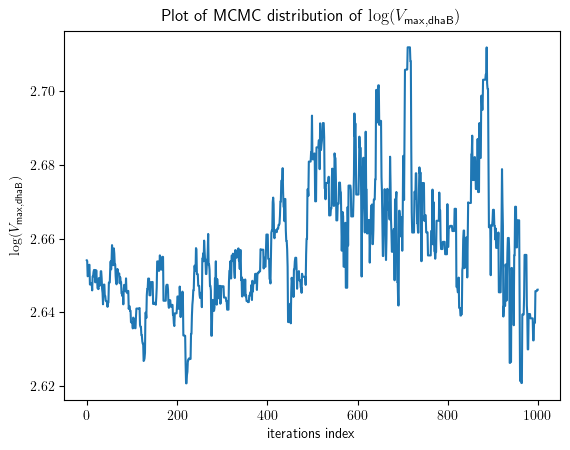 Plot of MCMC distribution of log(V_max,dhaB)
log(V_max,dhaB)
2.70
2.68
2.66
2.64
2.62
0 200 400 600 800 1000
iterations index